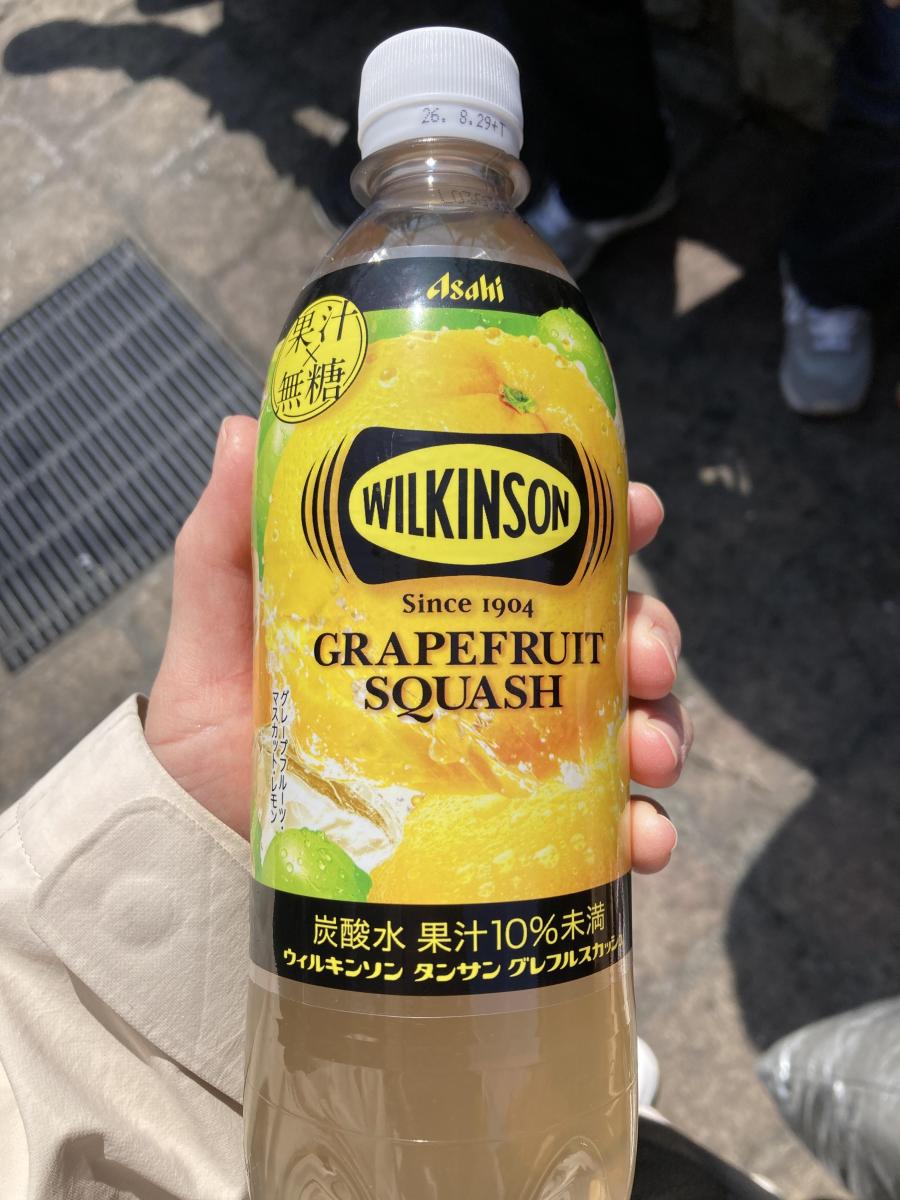 26. 8.29+T
Asahi
果汁
×
無糖
WILKINSON
Since 1904
GRAPEFRUIT
SQUASH
グレープフルーツ・
マスカット・レモン
炭酸水 果汁10%未満
ウィルキンソン タンサン グレフルスカッシュ